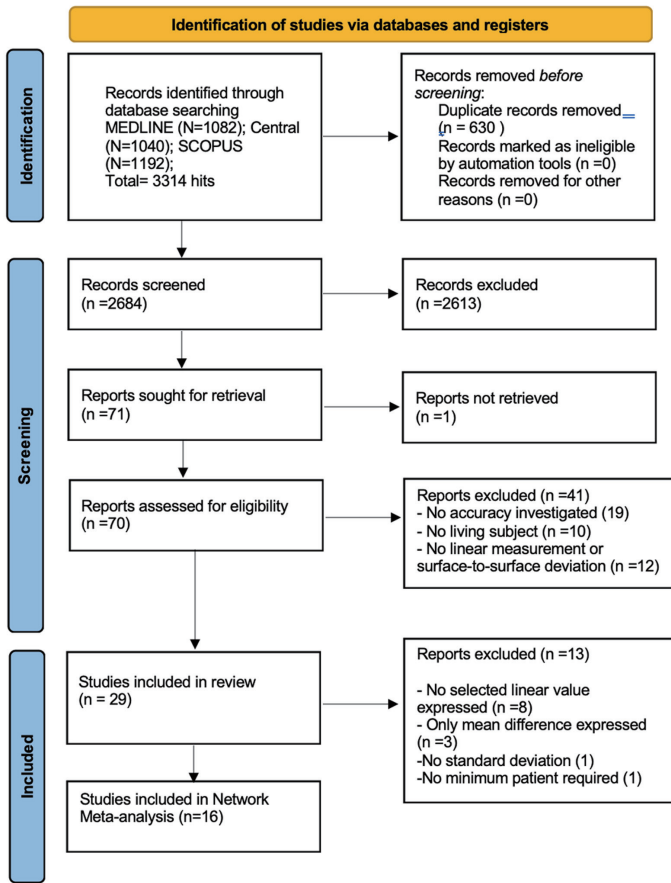 Identification of studies via databases and registers
Identification
Records identified through
database searching
MEDLINE (N=1082); Central
(N=1040); SCOPUS
(N=1192);
Total= 3314 hits
Records removed before
screening:
Duplicate records removed
(n = 630 )
Records marked as ineligible
by automation tools (n =0)
Records removed for other
reasons (n =0)
Screening
Records screened
(n =2684)
Records excluded
(n =2613)
Reports sought for retrieval
(n =71)
Reports not retrieved
(n =1)
Reports assessed for eligibility
(n =70)
Reports excluded (n =41)
- No accuracy investigated (19)
- No living subject (n =10)
- No linear measurement or
surface-to-surface deviation (n =12)
Included
Studies included in review
(n = 29)
Reports excluded (n =13)
- No selected linear value
expressed (n =8)
- Only mean difference expressed
(n =3)
-No standard deviation (1)
-No minimum patient required (1)
Studies included in Network
Meta-analysis (n=16)